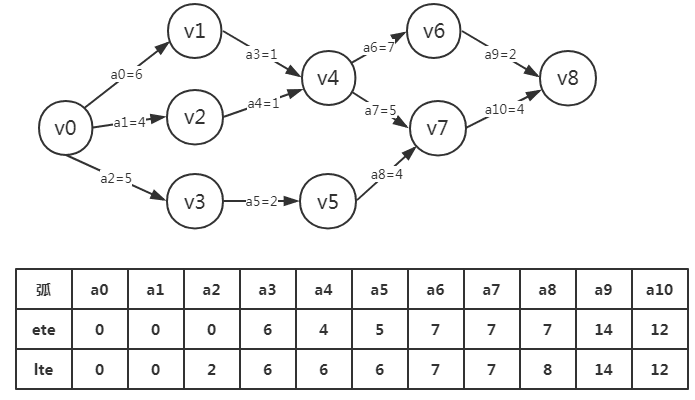 v1
v6
a6=7
a3=1
a9=2
a0=6
v4
v8
v2
a4=1
a7=5
a10=4
v0
a1=4
v7
a2=5
a8=4
v3
a5=2
v5
弧 a0 a1 a2 a3 a4 a5 a6 a7 a8 a9 a10
ete 0 0 0 6 4 5 7 7 7 14 12
lte 0 0 2 6 6 6 7 7 8 14 12